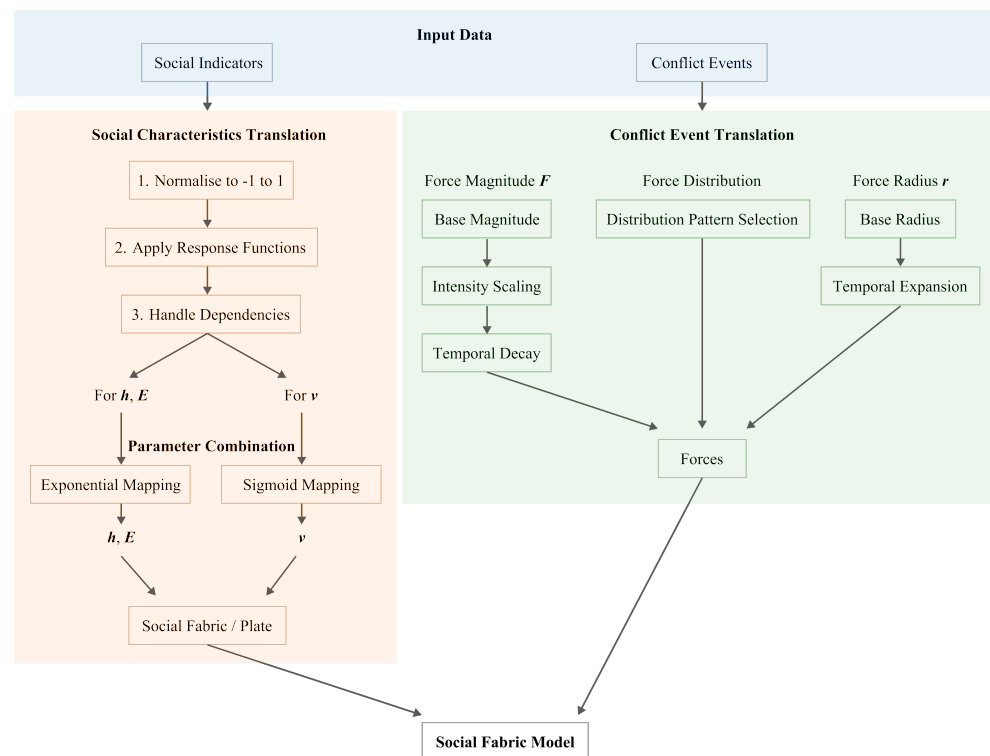 Input Data
Social Indicators
Conflict Events
Social Characteristics Translation
1. Normalise to -1 to 1
2. Apply Response Functions
3. Handle Dependencies
For h, E
For v
Parameter Combination
Exponential Mapping
Sigmoid Mapping
h, E
v
Social Fabric / Plate
Conflict Event Translation
Force Magnitude F
Force Distribution
Force Radius r
Base Magnitude
Distribution Pattern Selection
Base Radius
Intensity Scaling
Temporal Expansion
Temporal Decay
Forces
Social Fabric Model